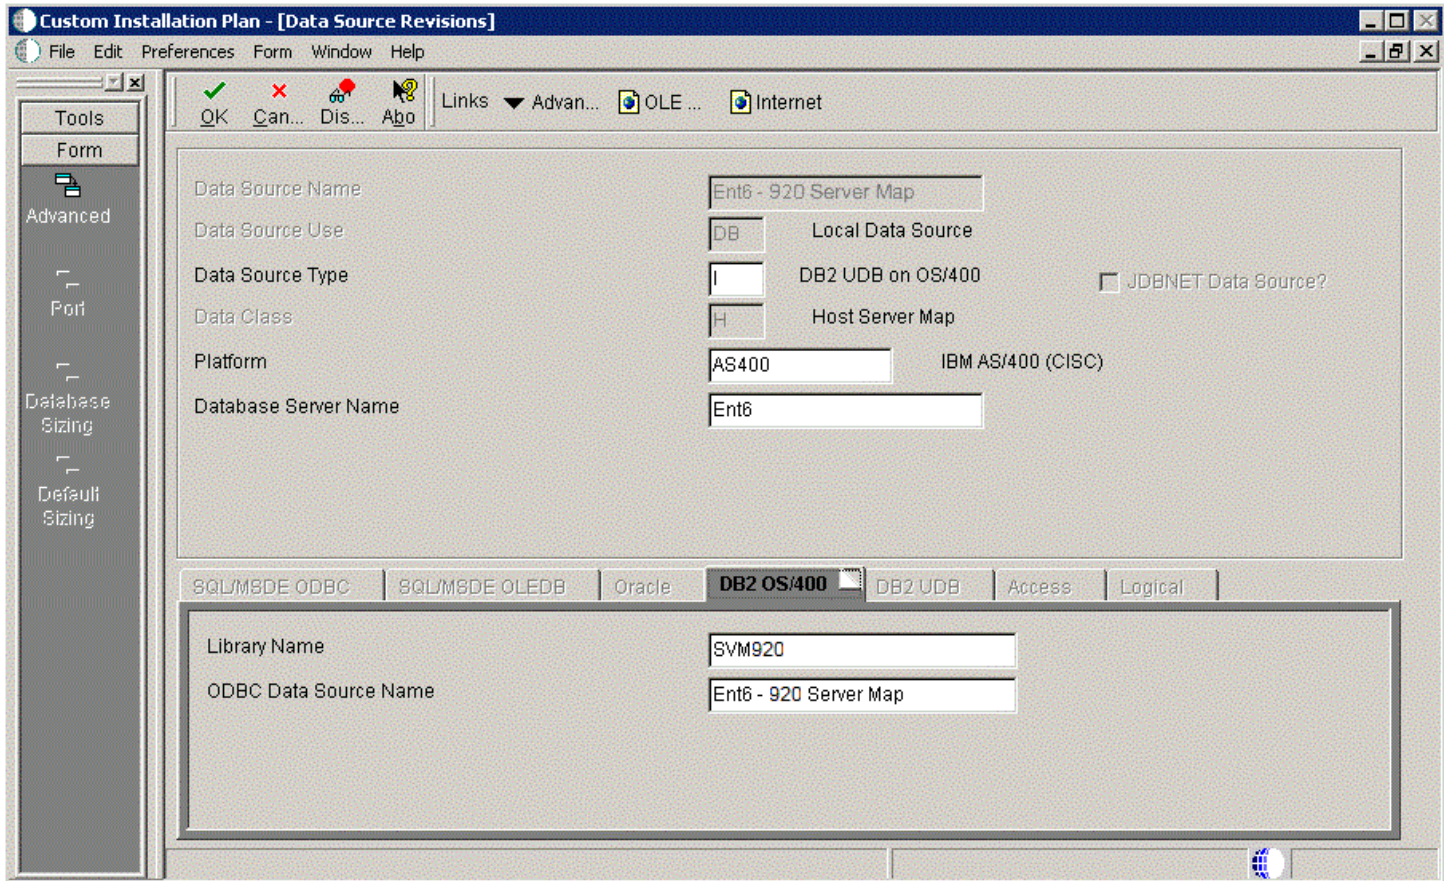 Custom Installation Plan - [Data Source Revisions]
File Edit Preferences Form Window Help
Tools
Form
Advanced
Port
Database
Sizing
Default
Sizing
OK Can... Dis... Abo Links Advan... OLE ... Internet
Data Source Name Ent6 - 920 Server Map
Data Source Use DB Local Data Source
Data Source Type I DB2 UDB on OS/400 JDBNET Data Source?
Data Class H Host Server Map
Platform AS400 IBM AS/400 (CISC)
Database Server Name Ent6
SQL/MSDE ODBC SQL/MSDE OLEDB Oracle DB2 OS/400 DB2 UDB Access Logical
Library Name SVM920
ODBC Data Source Name Ent6 - 920 Server Map